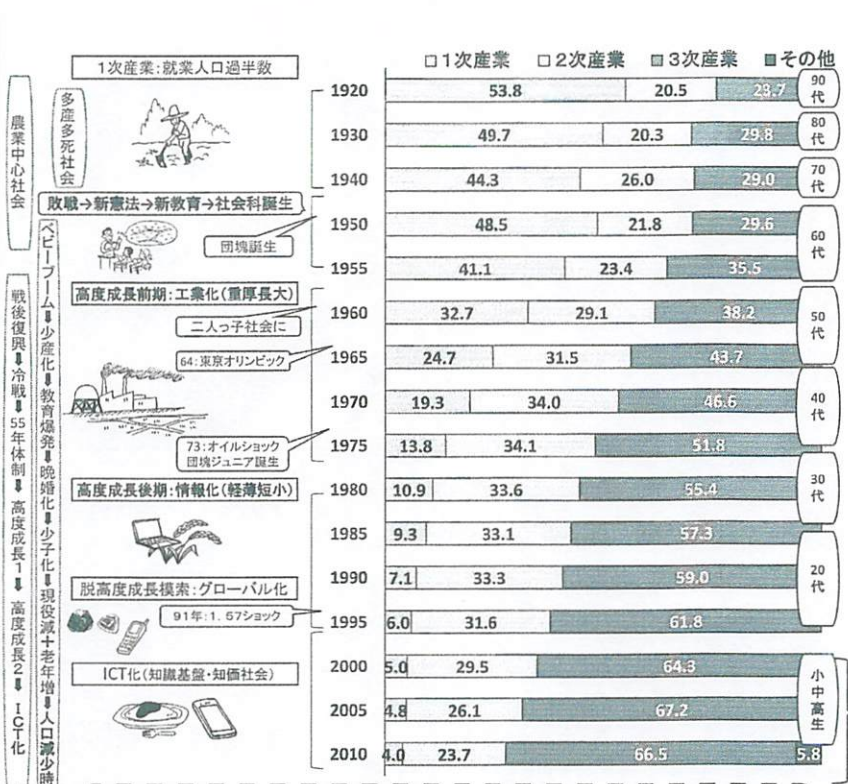 □1次産業 □2次産業 ■3次産業 ■その他
1次産業:就業人口過半数
農業中心社会
多産多死社会
1920 53.8 20.5 23.7
90代
1930 49.7 20.3 29.8
80代
1940 44.3 26.0 29.0
70代
敗戦→新憲法→新教育→社会科誕生
団塊誕生
1950 48.5 21.8 29.6
60代
1955 41.1 23.4 35.5
戦後復興⬇冷戦⬇55年体制⬇高度成長1⬇高度成長2⬇ICT化
ベビーブーム⬇少産化⬇教育爆発⬇晩婚化⬇少子化⬇現役減+老年増⬇人口減少時
高度成長前期:工業化(重厚長大)
二人っ子社会に
1960 32.7 29.1 38.2
50代
64:東京オリンピック
1965 24.7 31.5 43.7
1970 19.3 34.0 46.6
40代
73:オイルショック
団塊ジュニア誕生
1975 13.8 34.1 51.8
高度成長後期:情報化(軽薄短小)
1980 10.9 33.6 55.4
30代
1985 9.3 33.1 57.3
1990 7.1 33.3 59.0
20代
脱高度成長模索:グローバル化
91年:1.57ショック
1995 6.0 31.6 61.8
ICT化(知識基盤・知価社会)
2000 5.0 29.5 64.3
小中高生
2005 4.8 26.1 67.2
2010 4.0 23.7 66.5 5.8